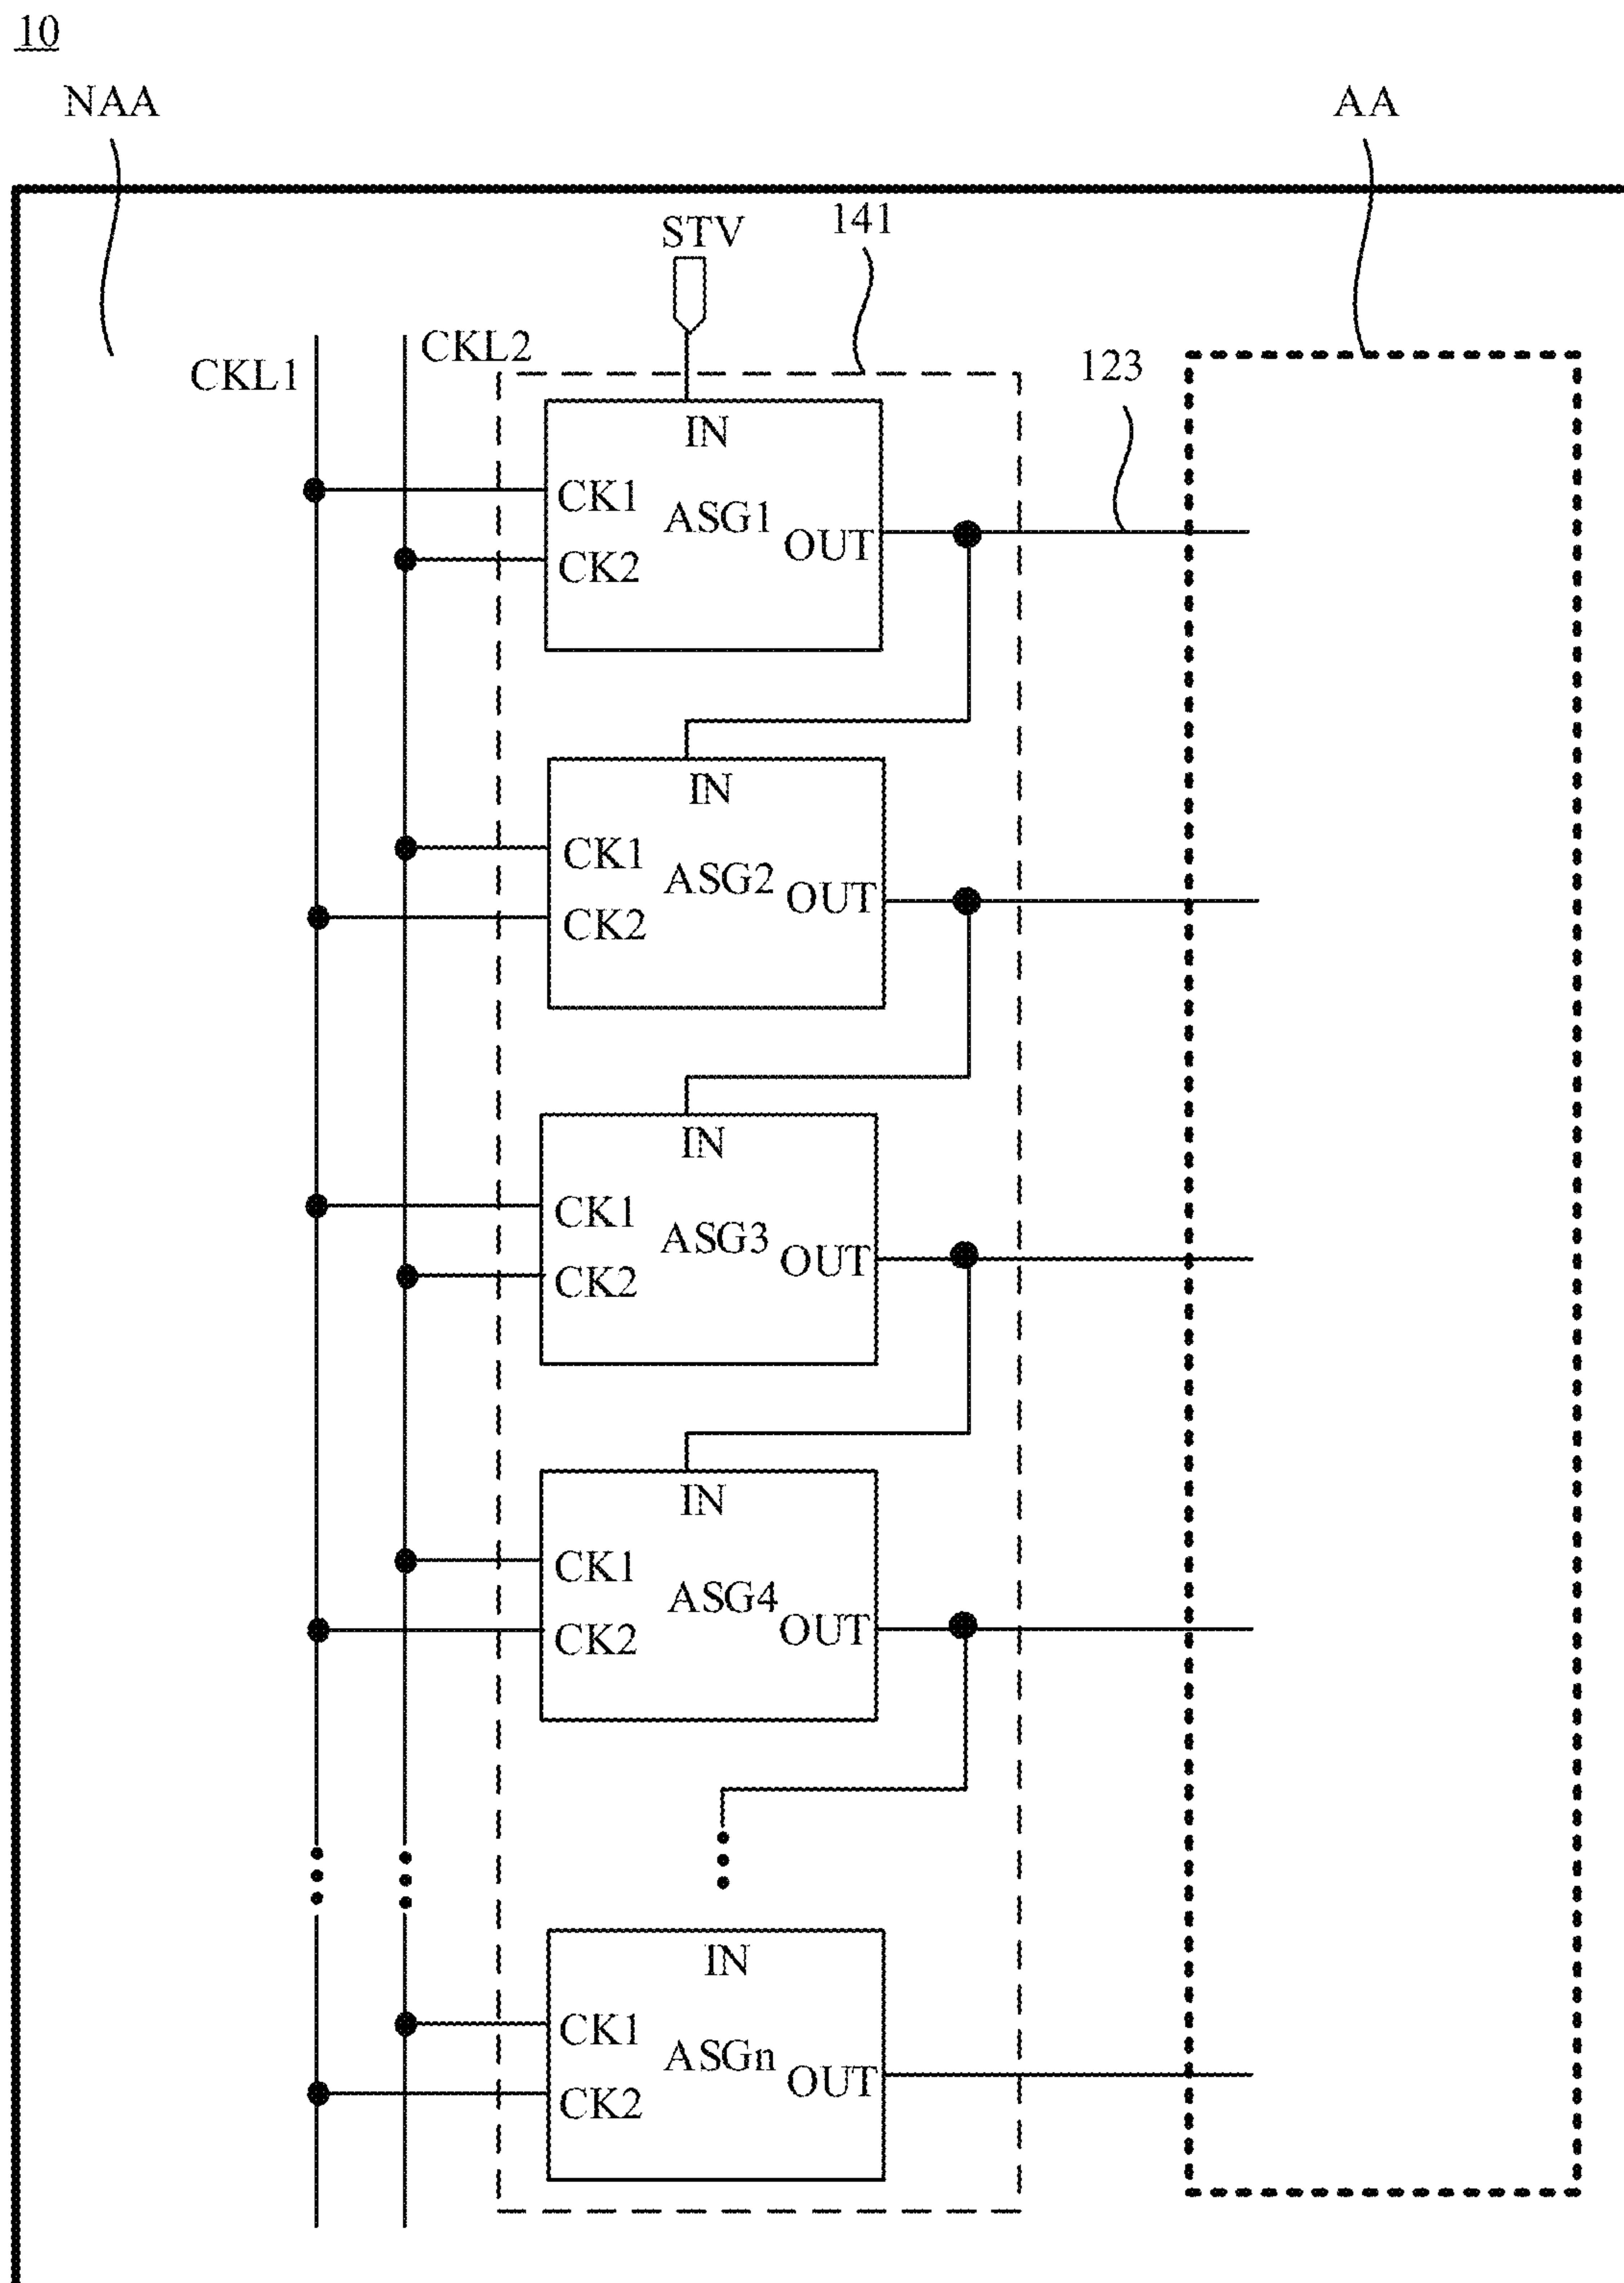 10
NAA
AA
STV
141
CKL1
CKL2
123
IN
CK1
ASG1
OUT
CK2
IN
CK1
ASG2
OUT
CK2
IN
CK1
ASG3
OUT
CK2
IN
CK1
ASG4
OUT
CK2
IN
CK1
ASGn
OUT
CK2